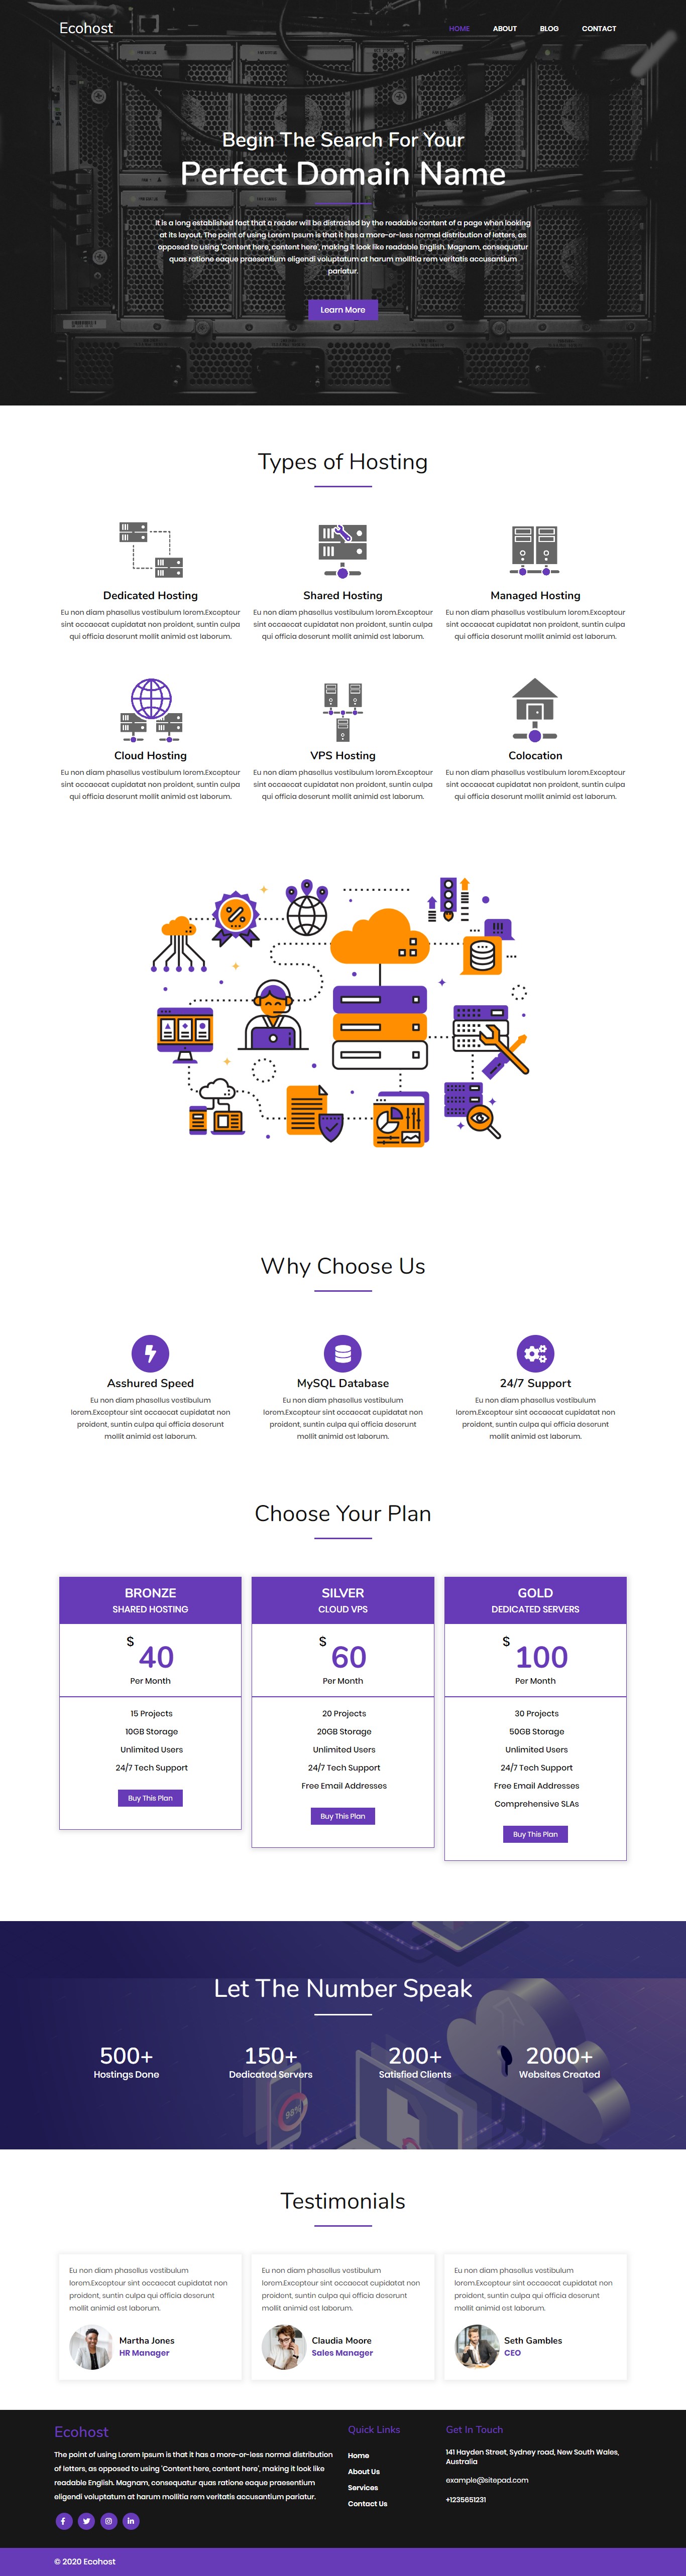 Ecohost
HOME ABOUT BLOG CONTACT
Begin The Search For Your
Perfect Domain Name
It is a long established fact that a reader will be distracted by the readable content of a page when looking
at its layout. The point of using Lorem Ipsum is that it has a more-or-less normal distribution of letters, as
opposed to using 'Content here, content here', making it look like readable English. Magnam, consequatur
quas ratione eaque praesentium eligendi voluptatum at harum mollitia rem veritatis accusantium
pariatur.
Learn More
Types of Hosting
Dedicated Hosting
Eu non diam phasellus vestibulum lorem.Excepteur
sint occaecat cupidatat non proident, suntin culpa
qui officia deserunt mollit animid est laborum.
Shared Hosting
Eu non diam phasellus vestibulum lorem.Excepteur
sint occaecat cupidatat non proident, suntin culpa
qui officia deserunt mollit animid est laborum.
Managed Hosting
Eu non diam phasellus vestibulum lorem.Excepteur
sint occaecat cupidatat non proident, suntin culpa
qui officia deserunt mollit animid est laborum.
Cloud Hosting
Eu non diam phasellus vestibulum lorem.Excepteur
sint occaecat cupidatat non proident, suntin culpa
qui officia deserunt mollit animid est laborum.
VPS Hosting
Eu non diam phasellus vestibulum lorem.Excepteur
sint occaecat cupidatat non proident, suntin culpa
qui officia deserunt mollit animid est laborum.
Colocation
Eu non diam phasellus vestibulum lorem.Excepteur
sint occaecat cupidatat non proident, suntin culpa
qui officia deserunt mollit animid est laborum.
Why Choose Us
Asshured Speed
Eu non diam phasellus vestibulum
lorem.Excepteur sint occaecat cupidatat non
proident, suntin culpa qui officia deserunt
mollit animid est laborum.
MySQL Database
Eu non diam phasellus vestibulum
lorem.Excepteur sint occaecat cupidatat non
proident, suntin culpa qui officia deserunt
mollit animid est laborum.
24/7 Support
Eu non diam phasellus vestibulum
lorem.Excepteur sint occaecat cupidatat non
proident, suntin culpa qui officia deserunt
mollit animid est laborum.
Choose Your Plan
BRONZE
SHARED HOSTING
$ 40
Per Month
15 Projects
10GB Storage
Unlimited Users
24/7 Tech Support
Buy This Plan
SILVER
CLOUD VPS
$ 60
Per Month
20 Projects
20GB Storage
Unlimited Users
24/7 Tech Support
Free Email Addresses
Buy This Plan
GOLD
DEDICATED SERVERS
$ 100
Per Month
30 Projects
50GB Storage
Unlimited Users
24/7 Tech Support
Free Email Addresses
Comprehensive SLAs
Buy This Plan
Let The Number Speak
500+
Hostings Done
150+
Dedicated Servers
200+
Satisfied Clients
2000+
Websites Created
98%
Testimonials
Eu non diam phasellus vestibulum
lorem.Excepteur sint occaecat cupidatat non
proident, suntin culpa qui officia deserunt
mollit animid est laborum.
Martha Jones
HR Manager
Eu non diam phasellus vestibulum
lorem.Excepteur sint occaecat cupidatat non
proident, suntin culpa qui officia deserunt
mollit animid est laborum.
Claudia Moore
Sales Manager
Eu non diam phasellus vestibulum
lorem.Excepteur sint occaecat cupidatat non
proident, suntin culpa qui officia deserunt
mollit animid est laborum.
Seth Gambles
CEO
Ecohost
The point of using Lorem Ipsum is that it has a more-or-less normal distribution
of letters, as opposed to using 'Content here, content here', making it look like
readable English. Magnam, consequatur quas ratione eaque praesentium
eligendi voluptatum at harum mollitia rem veritatis accusantium pariatur.
Quick Links
Home
About Us
Services
Contact Us
Get In Touch
141 Hayden Street, Sydney road, New South Wales,
Australia
example@sitepad.com
+1235651231
© 2020 Ecohost